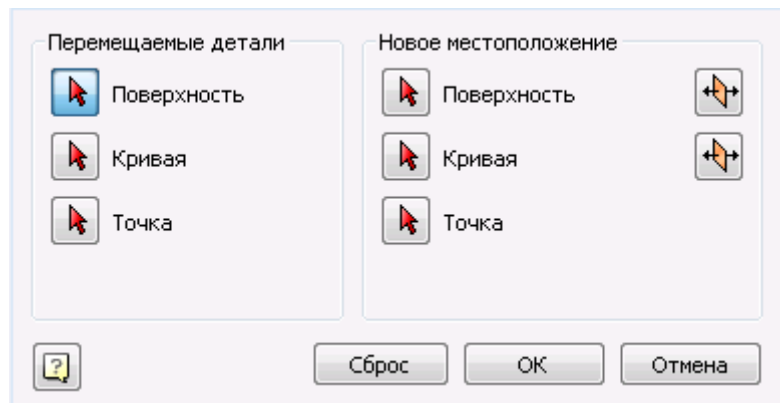 Перемещаемые детали
Поверхность
Кривая
Точка
Новое местоположение
Поверхность
Кривая
Точка
?
Сброс
ОК
Отмена